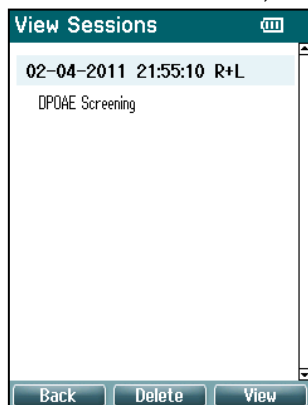 View Sessions
02-04-2011 21:55:10 R+L
DPOAE Screening
Back Delete View